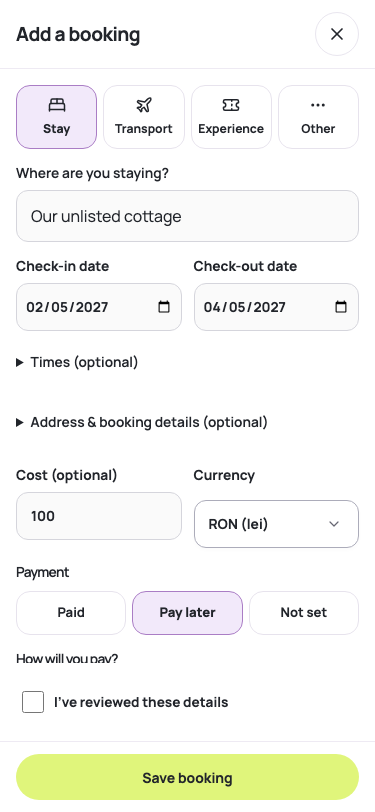 Add a booking
Stay
Transport
Experience
Other
Where are you staying?
Our unlisted cottage
Check-in date
Check-out date
02/05/2027
04/05/2027
Times (optional)
Address & booking details (optional)
Cost (optional)
Currency
100
RON (lei)
Payment
Paid
Pay later
Not set
How will you pay?
I've reviewed these details
Save booking